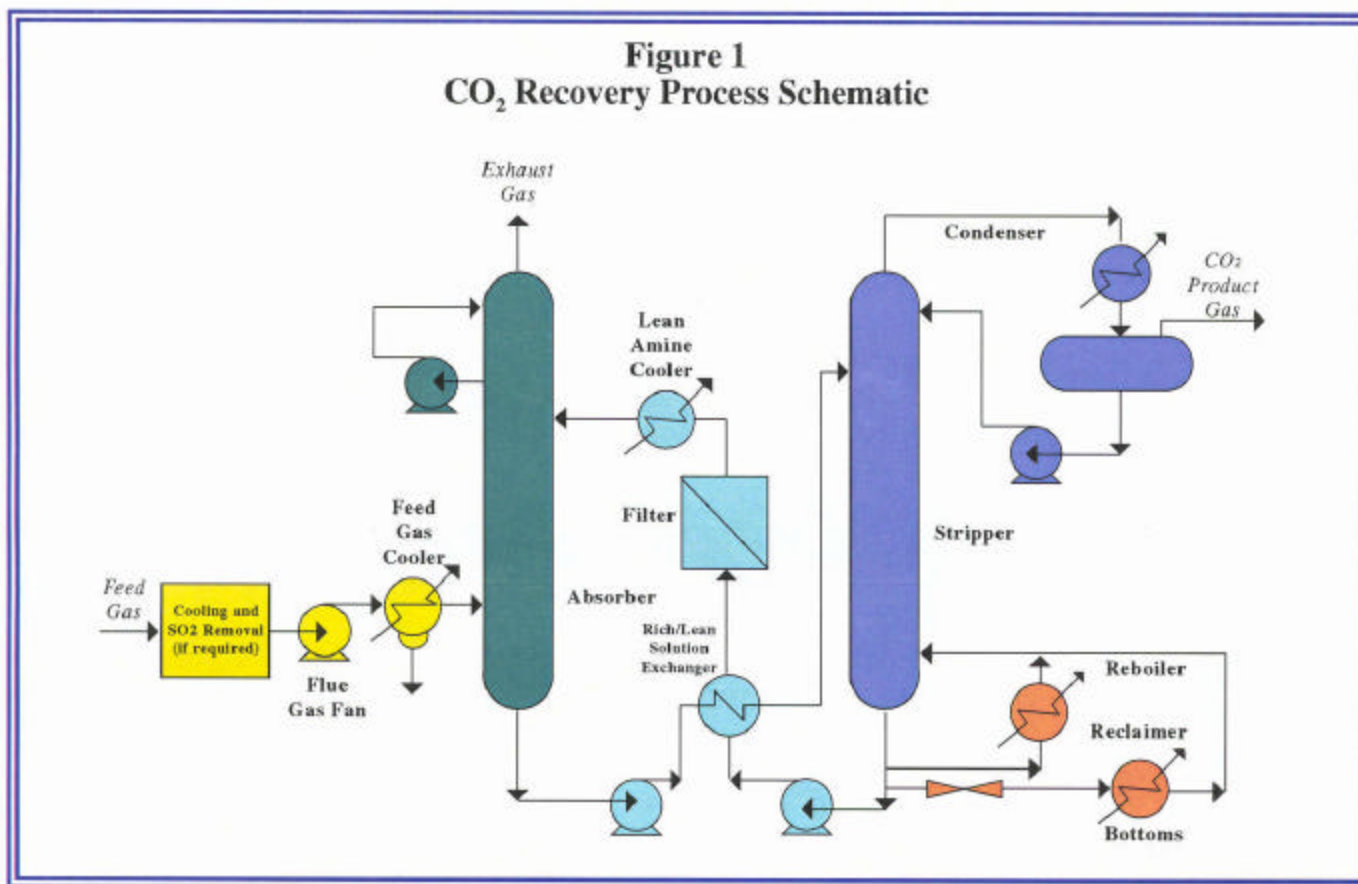 Figure 1
CO₂ Recovery Process Schematic
Exhaust
Gas
Condenser
CO₂
Product
Gas
Lean
Amine
Cooler
Feed
Gas
Cooler
Filter
Stripper
Feed
Gas
Cooling and
SO2 Removal
(if required)
Absorber
Rich/Lean
Solution
Exchanger
Flue
Gas Fan
Reboiler
Reclaimer
Bottoms